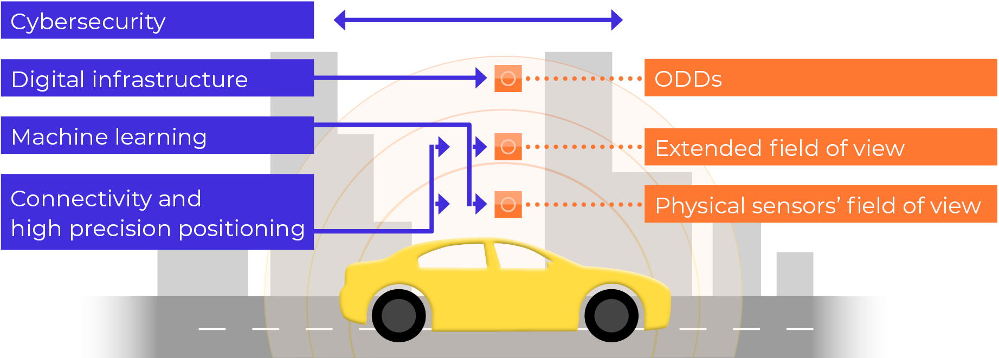 Cybersecurity
Digital infrastructure
Machine learning
Connectivity and
high precision positioning
ODDs
Extended field of view
Physical sensors’ field of view